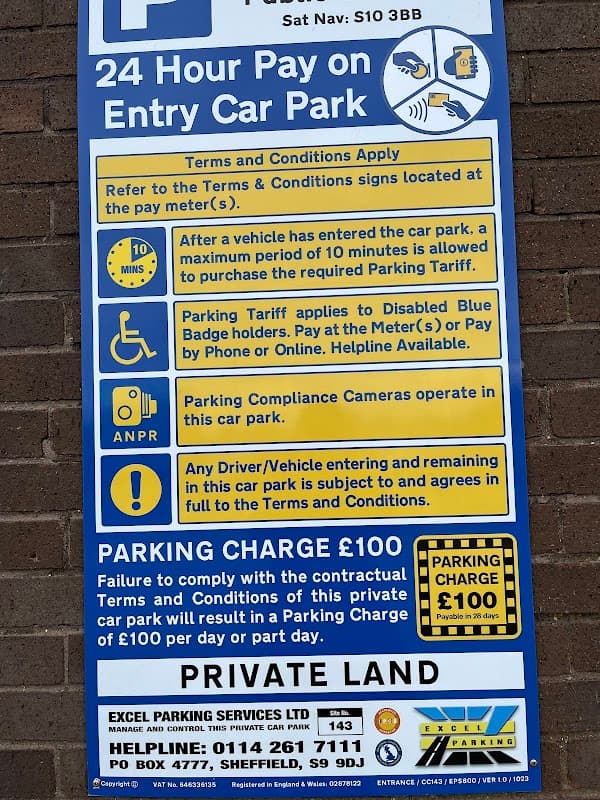 P
Sat Nav: S10 3BB
24 Hour Pay on
Entry Car Park
Terms and Conditions Apply
Refer to the Terms & Conditions signs located at
the pay meter(s).
10
MINS
After a vehicle has entered the car park, a
maximum period of 10 minutes is allowed
to purchase the required Parking Tariff.
Parking Tariff applies to Disabled Blue
Badge holders. Pay at the Meter(s) or Pay
by Phone or Online. Helpline Available.
ANPR
Parking Compliance Cameras operate in
this car park.
Any Driver/Vehicle entering and remaining
in this car park is subject to and agrees in
full to the Terms and Conditions.
PARKING CHARGE £100
Failure to comply with the contractual
Terms and Conditions of this private
car park will result in a Parking Charge
of £100 per day or part day.
PARKING
CHARGE
£100
Payable in 28 days
PRIVATE LAND
EXCEL PARKING SERVICES LTD
MANAGE AND CONTROL THIS PRIVATE CAR PARK
Site No.
143
HELPLINE: 0114 261 7111
PO BOX 4777, SHEFFIELD, S9 9DJ
EXCEL
PARKING
Copyright ©
VAT No. 646336135
Registered in England & Wales: 02878122
ENTRANCE / CC143 / EPS800 / VER 1.0 / 1023